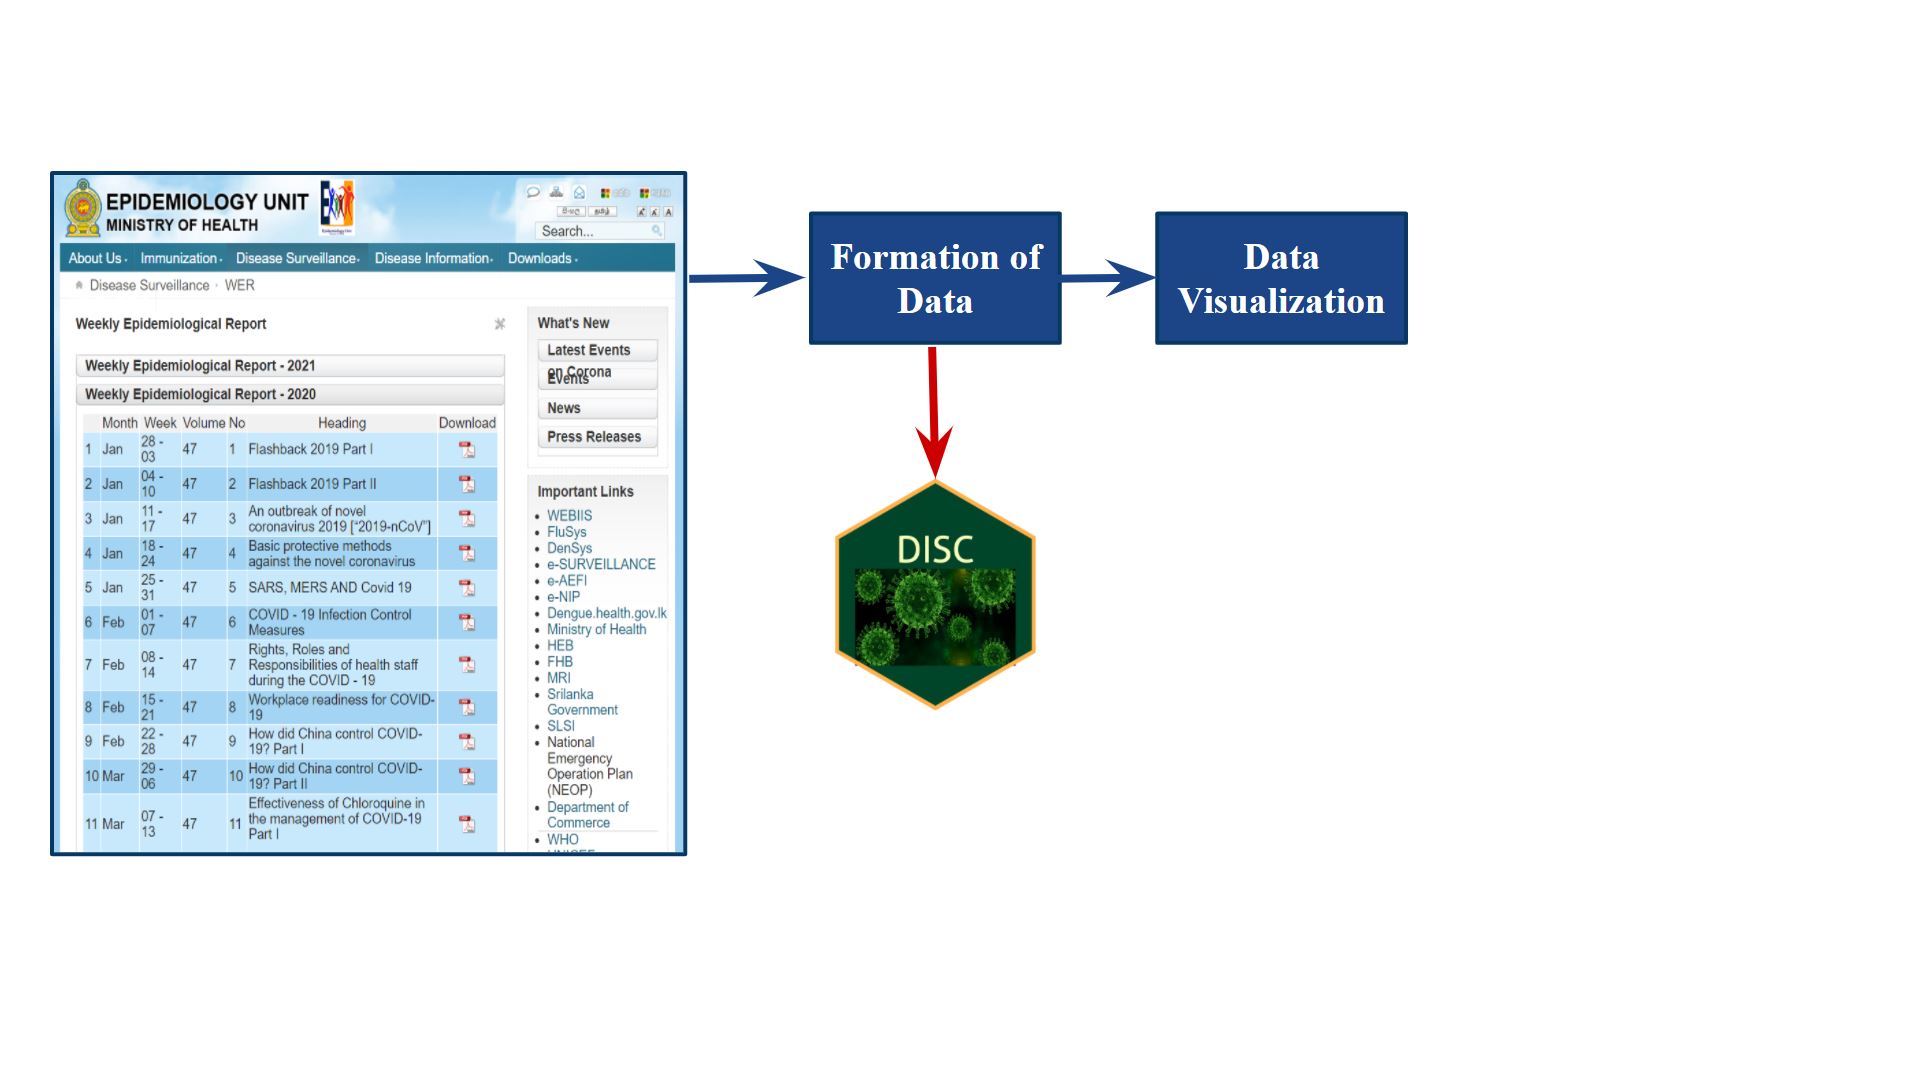 EPIDEMIOLOGY UNIT
MINISTRY OF HEALTH
Search...
About Us
Immunization
Disease Surveillance
Disease Information
Downloads
Disease Surveillance · WER
Weekly Epidemiological Report
Weekly Epidemiological Report - 2021
Weekly Epidemiological Report - 2020
Month Week Volume No Heading Download
1 Jan 28 - 03 47 1 Flashback 2019 Part I
2 Jan 04 - 10 47 2 Flashback 2019 Part II
3 Jan 11 - 17 47 3 An outbreak of novel
coronavirus 2019 ["2019-nCoV"]
4 Jan 18 - 24 47 4 Basic protective methods
against the novel coronavirus
5 Jan 25 - 31 47 5 SARS, MERS AND Covid 19
6 Feb 01 - 07 47 6 COVID - 19 Infection Control
Measures
7 Feb 08 - 14 47 7 Rights, Roles and
Responsibilities of health staff
during the COVID - 19
8 Feb 15 - 21 47 8 Workplace readiness for COVID-
19
9 Feb 22 - 28 47 9 How did China control COVID-
19? Part I
10 Mar 29 - 06 47 10 How did China control COVID-
19? Part II
11 Mar 07 - 13 47 11 Effectiveness of Chloroquine in
the management of COVID-19
Part I
What's New
Latest Events
on Corona
Events
News
Press Releases
Important Links
WEBIIS
FluSys
DenSys
e-SURVEILLANCE
e-AEFI
e-NIP
Dengue.health.gov.lk
Ministry of Health
HEB
FHB
MRI
Srilanka
Government
SLSI
National
Emergency
Operation Plan
(NEOP)
Department of
Commerce
WHO
Formation of
Data
Data
Visualization
DISC